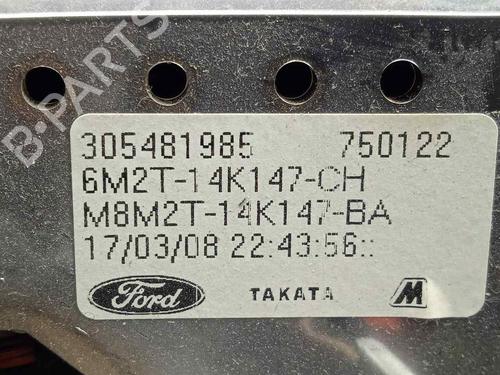 B-PARTS
305481985 750122
6M2T-14K147-CH
M8M2T-14K147-BA
17/03/08 22:43:56::
Ford TAKATA M